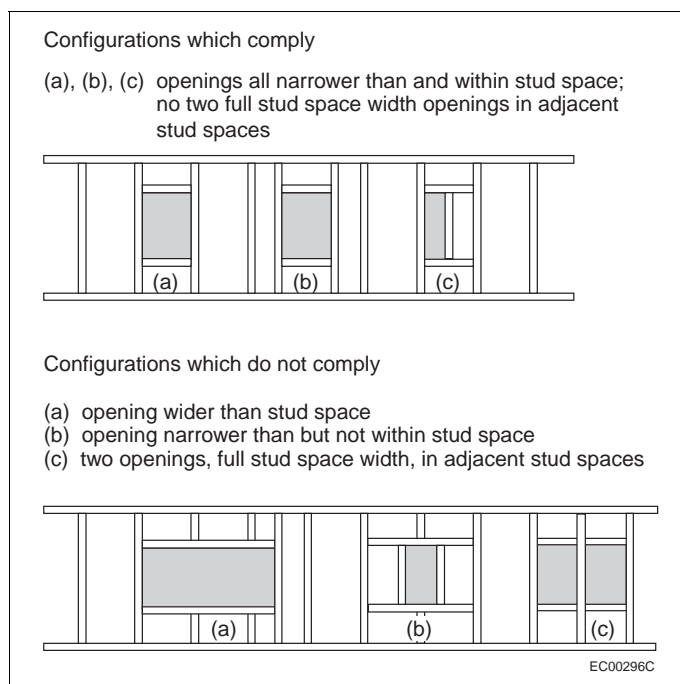 Configurations which comply
(a), (b), (c) openings all narrower than and within stud space;
no two full stud space width openings in adjacent
stud spaces
(a)
(b)
(c)
Configurations which do not comply
(a) opening wider than stud space
(b) opening narrower than but not within stud space
(c) two openings, full stud space width, in adjacent stud spaces
(a)
(b)
(c)
EC00296C